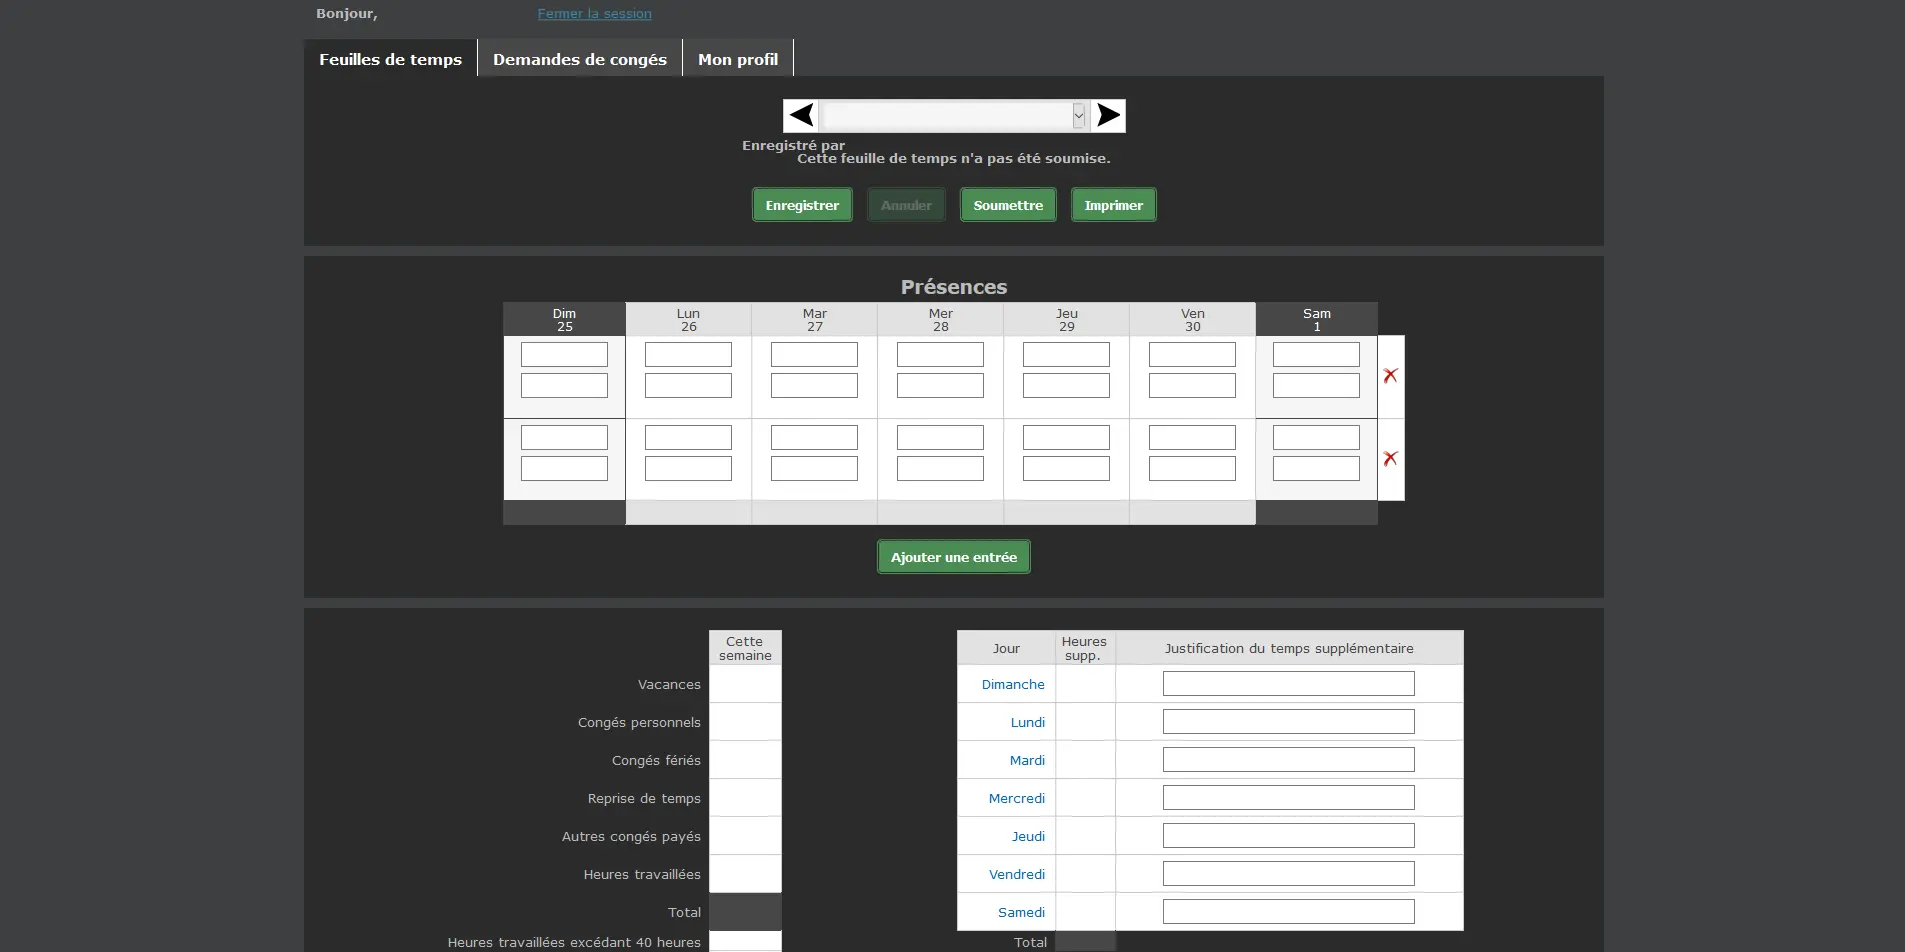 Bonjour,
Fermer la session
Feuilles de temps
Demandes de congés
Mon profil
Enregistré par
Cette feuille de temps n'a pas été soumise.
Enregistrer
Annuler
Soumettre
Imprimer
Présences
Dim
25
Lun
26
Mar
27
Mer
28
Jeu
29
Ven
30
Sam
1
Ajouter une entrée
Cette
semaine
Vacances
Congés personnels
Congés fériés
Reprise de temps
Autres congés payés
Heures travaillées
Total
Heures travaillées excédant 40 heures
Jour
Heures
supp.
Justification du temps supplémentaire
Dimanche
Lundi
Mardi
Mercredi
Jeudi
Vendredi
Samedi
Total